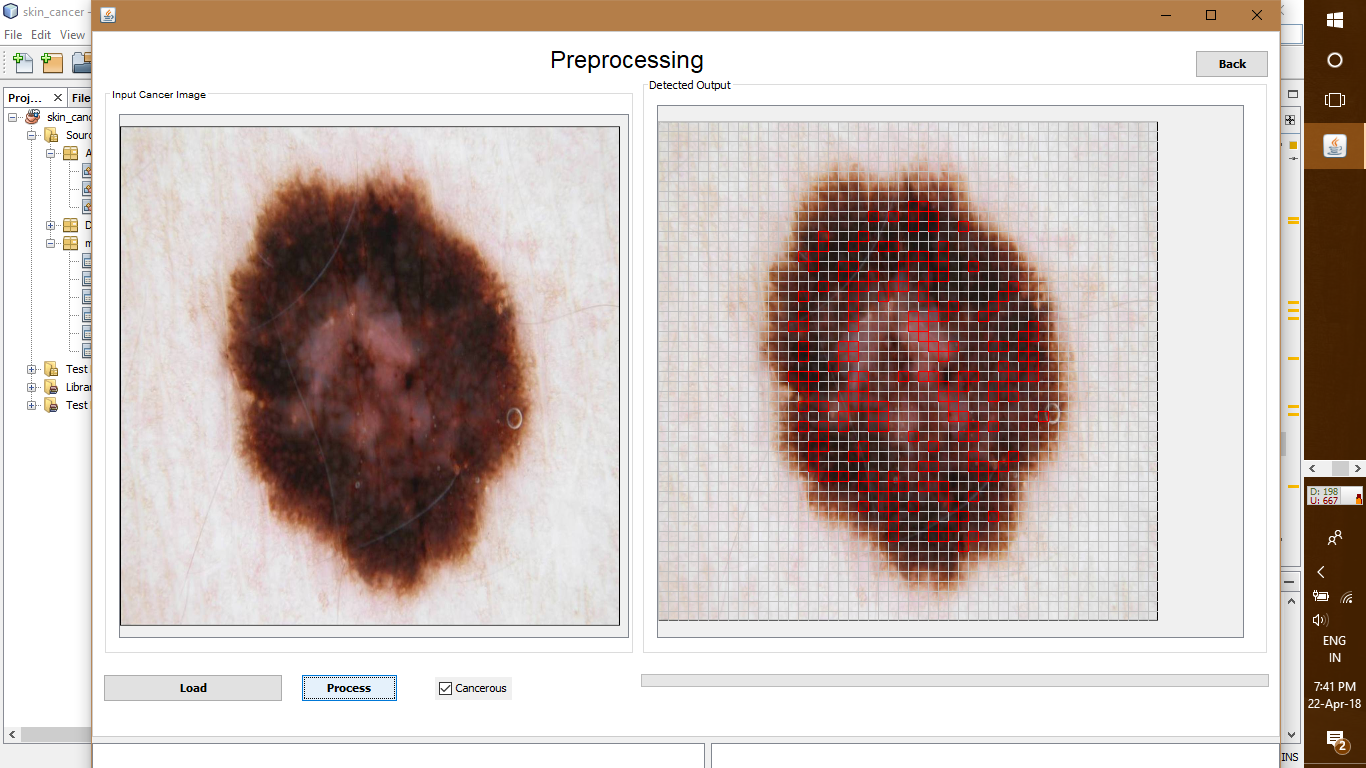 skin_cancer
File Edit View
Preprocessing
Back
Proj...
File
Input Cancer Image
Detected Output
skin_canc
Sourc
A
D
m
Test
Libra
Test
D: 198
U: 667
Load
Process
Cancerous
ENG
IN
7:41 PM
22-Apr-18
2
INS